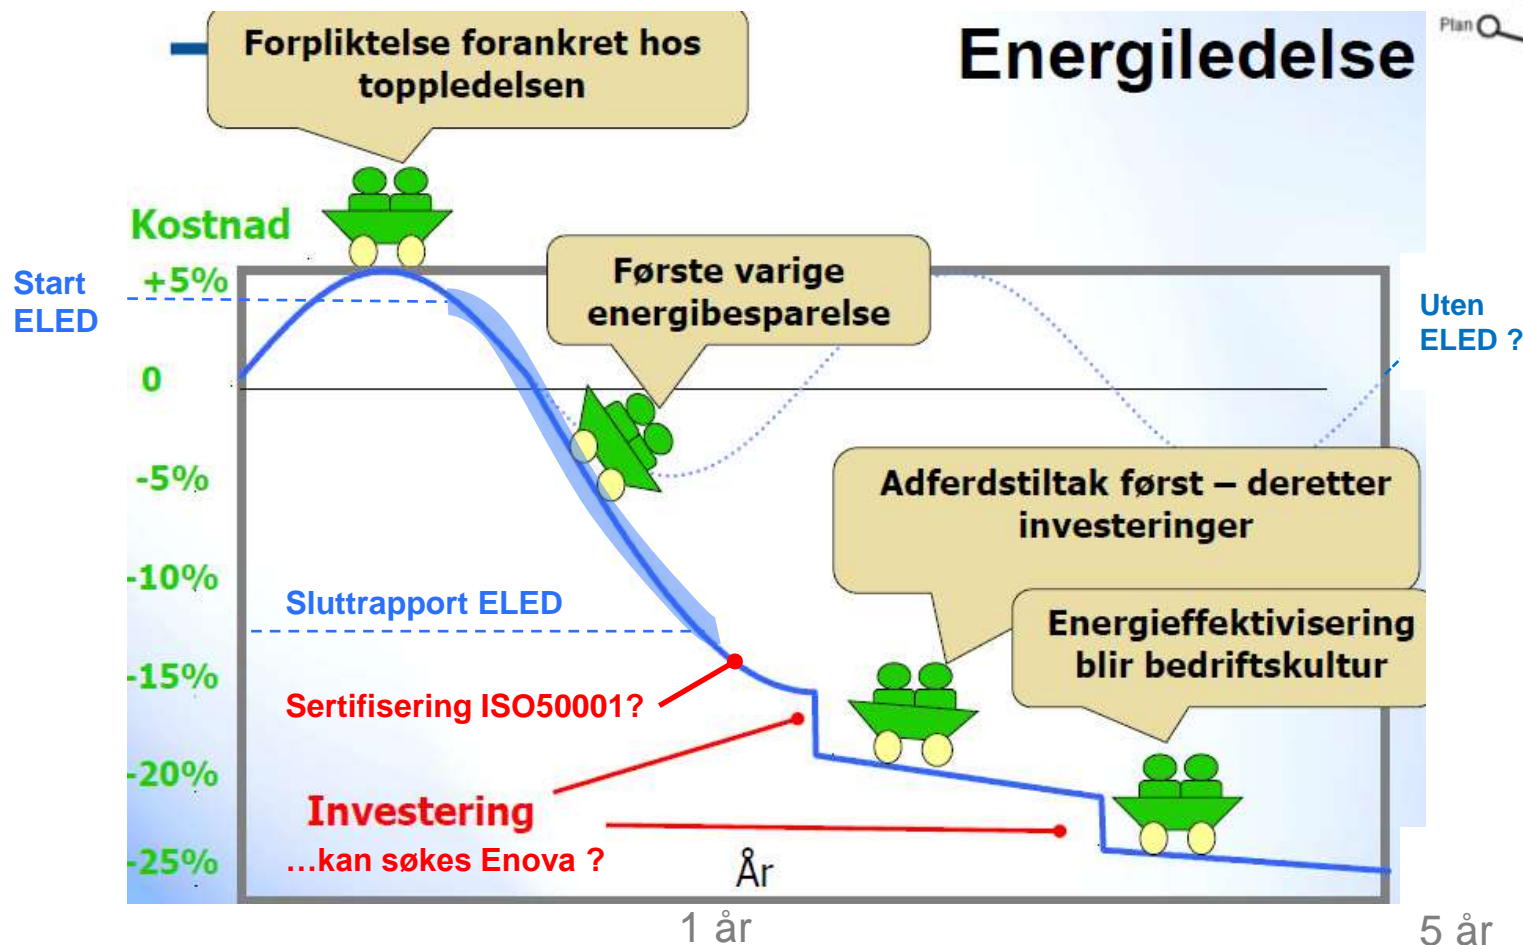 Energiledelse
Plan
Forpliktelse forankret hos
toppledelsen
Kostnad
+5%
0
-5%
-10%
-15%
-20%
-25%
Start
ELED
Første varige
energibesparelse
Uten
ELED ?
Adferdstiltak først – deretter
investeringer
Energieffektivisering
blir bedriftskultur
Sluttrapport ELED
Sertifisering ISO50001?
Investering
…kan søkes Enova ?
År
1 år
5 år